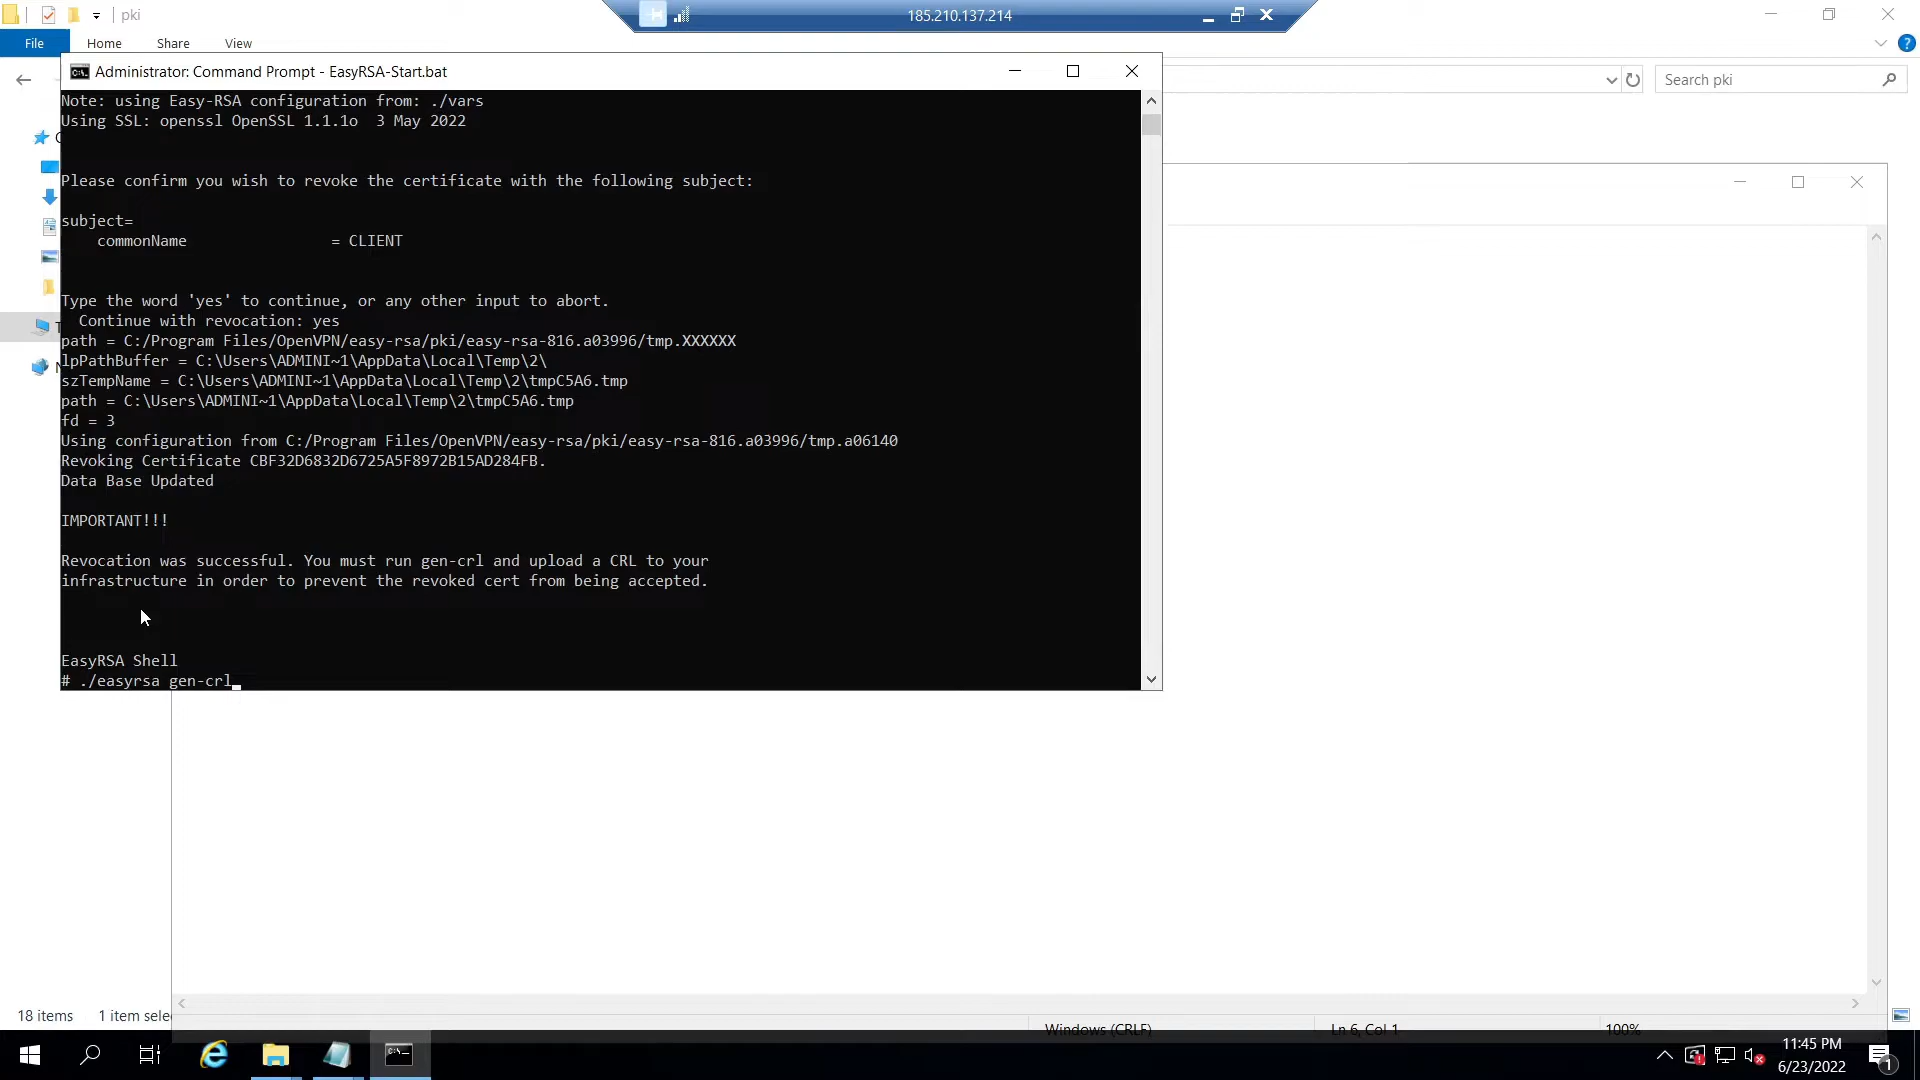 pki
185.210.137.214
File
Home
Share
View
Administrator: Command Prompt - EasyRSA-Start.bat
Search pki
Note: using Easy-RSA configuration from: ./vars
Using SSL: openssl OpenSSL 1.1.1o  3 May 2022
Please confirm you wish to revoke the certificate with the following subject:
subject=
commonName = CLIENT
Type the word 'yes' to continue, or any other input to abort.
Continue with revocation: yes
path = C:/Program Files/OpenVPN/easy-rsa/pki/easy-rsa-816.a03996/tmp.XXXXXX
lpPathBuffer = C:\Users\ADMINI~1\AppData\Local\Temp\2\
szTempName = C:\Users\ADMINI~1\AppData\Local\Temp\2\tmpC5A6.tmp
path = C:\Users\ADMINI~1\AppData\Local\Temp\2\tmpC5A6.tmp
fd = 3
Using configuration from C:/Program Files/OpenVPN/easy-rsa/pki/easy-rsa-816.a03996/tmp.a06140
Revoking Certificate CBF32D6832D6725A5F8972B15AD284FB.
Data Base Updated
IMPORTANT!!!
Revocation was successful. You must run gen-crl and upload a CRL to your
infrastructure in order to prevent the revoked cert from being accepted.
EasyRSA Shell
# ./easyrsa gen-crl
18 items
1 item sele
Windows (CRLF)
Ln 6, Col 1
100%
11:45 PM
6/23/2022
1